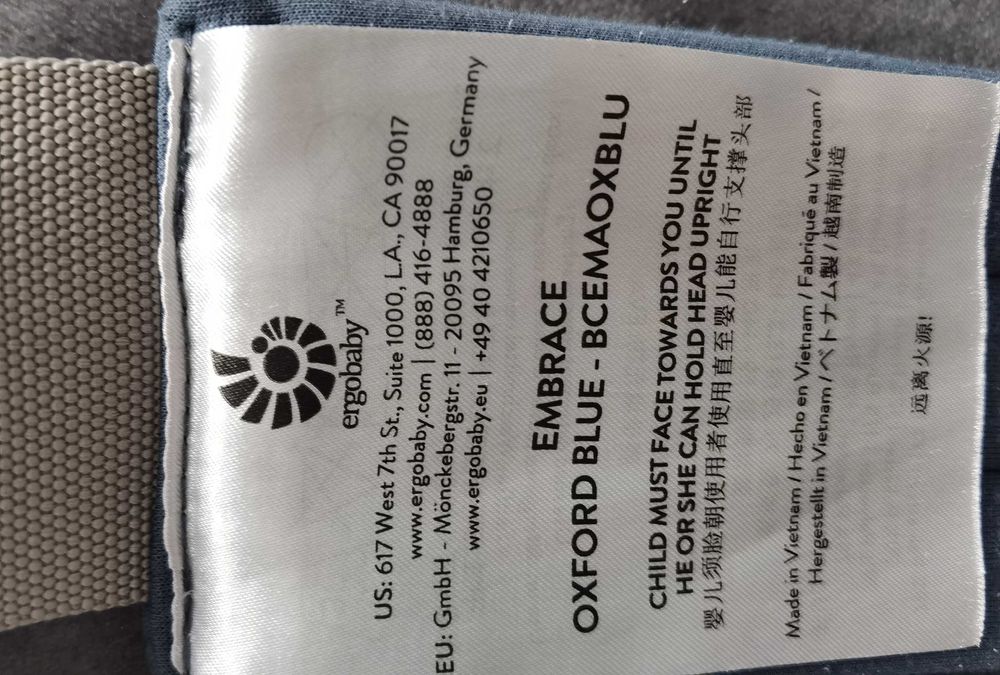 ergobaby™
US: 617 West 7th St., Suite 1000, L.A., CA 90017
www.ergobaby.com | (888) 416-4888
EU: GmbH - Mönckebergstr. 11 - 20095 Hamburg, Germany
www.ergobaby.eu | +49 40 4210650
EMBRACE
OXFORD BLUE - BCEMAOXBLU
CHILD MUST FACE TOWARDS YOU UNTIL
HE OR SHE CAN HOLD HEAD UPRIGHT
婴儿须脸朝使用者使用直至婴儿能自行支撑头部
Made in Vietnam / Hecho en Vietnam / Fabriqué au Vietnam /
Hergestellt in Vietnam / ベトナム製 / 越南制造
远离火源!